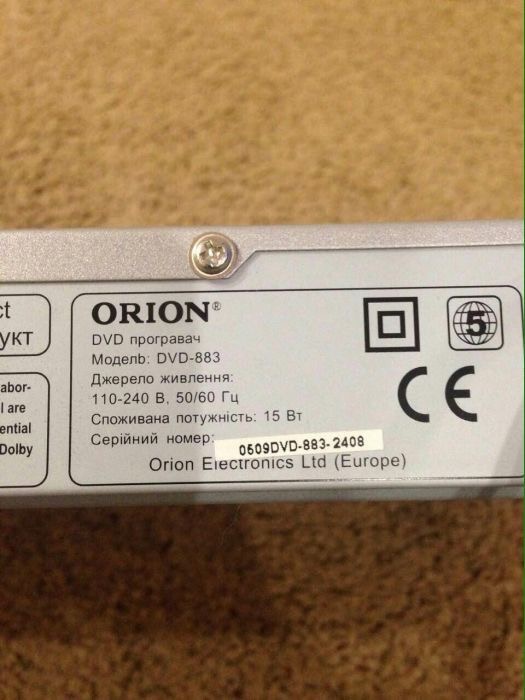 ct
укт
labor-
l are
ential
Dolby
ORION®
DVD програвач
Модель: DVD-883
Джерело живлення:
110-240 В, 50/60 Гц
Споживана потужність: 15 Вт
Серійний номер:
0509DVD-883-2408
Orion Electronics Ltd (Europe)
5
CE